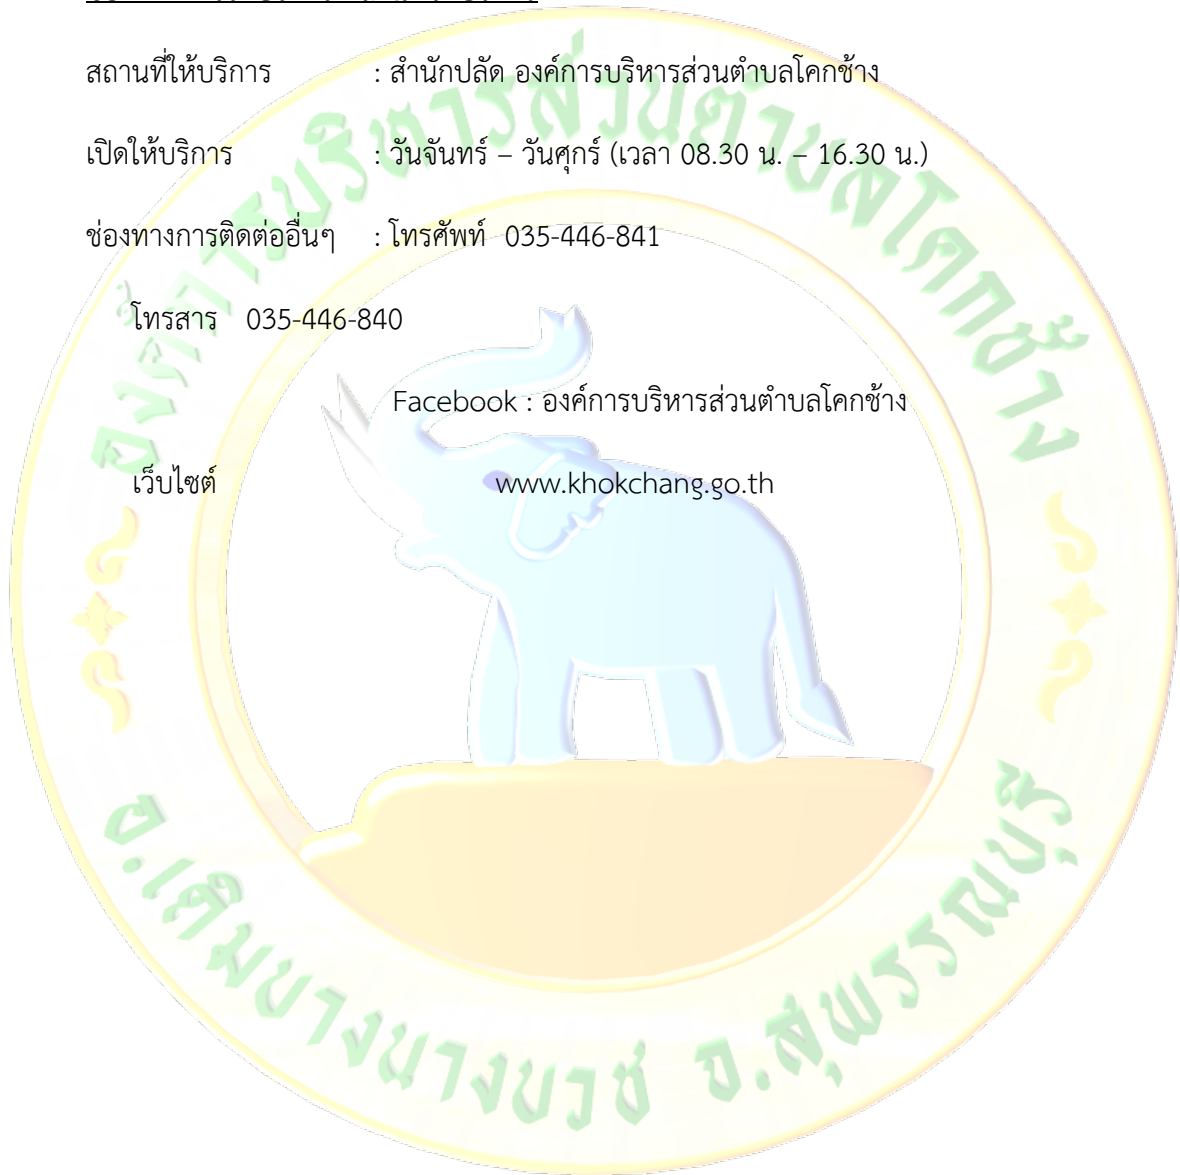 สถานที่ให้บริการ : สำนักปลัด องค์การบริหารส่วนตำบลโคกช้าง
เปิดให้บริการ : วันจันทร์ – วันศุกร์ (เวลา 08.30 น. – 16.30 น.)
ช่องทางการติดต่ออื่นๆ : โทรศัพท์ 035-446-841
โทรสาร 035-446-840
Facebook : องค์การบริหารส่วนตำบลโคกช้าง
เว็บไซต์ www.khokchang.go.th
องค์การบริหารส่วนตำบลโคกช้าง
อ.เดิมบางนางบวช จ.สุพรรณบุรี